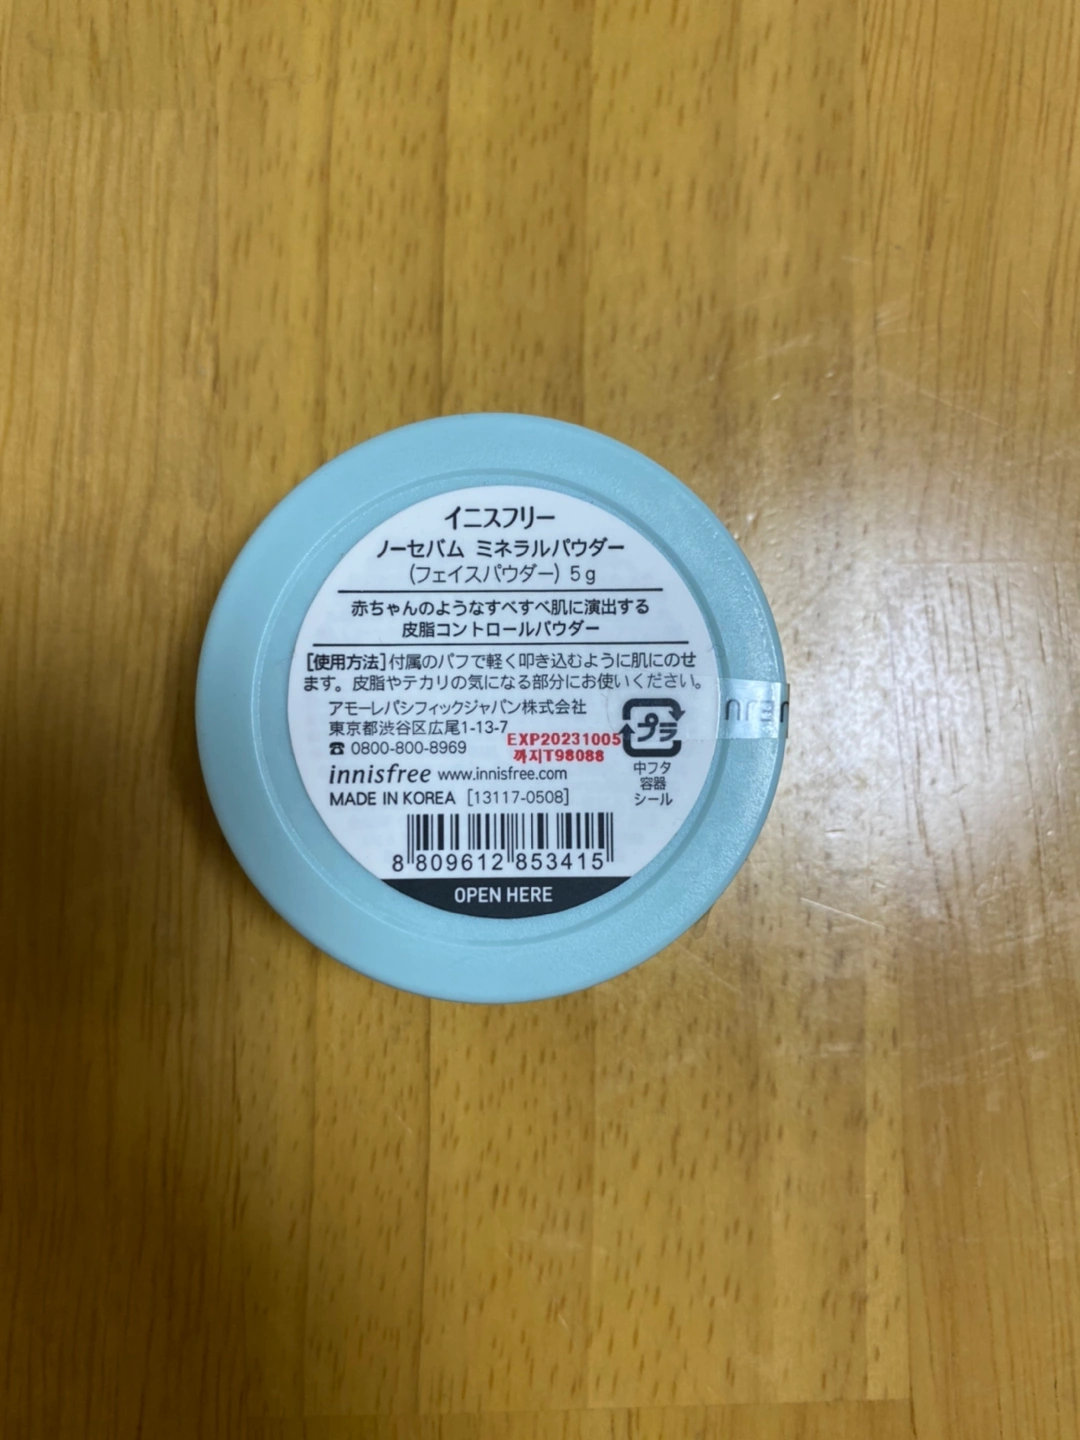 イニスフリー
ノーセバム ミネラルパウダー
(フェイスパウダー) 5g
赤ちゃんのようなすべすべ肌に演出する
皮脂コントロールパウダー
[使用方法]付属のパフで軽く叩き込むように肌にのせ
ます。皮脂やテカリの気になる部分にお使いください。
アモーレパシフィックジャパン株式会社
東京都渋谷区広尾1-13-7
☎ 0800-800-8969
EXP20231005
까지T98088
プラ
中フタ
容器
シール
innisfree www.innisfree.com
MADE IN KOREA [13117-0508]
8 809612 853415
OPEN HERE